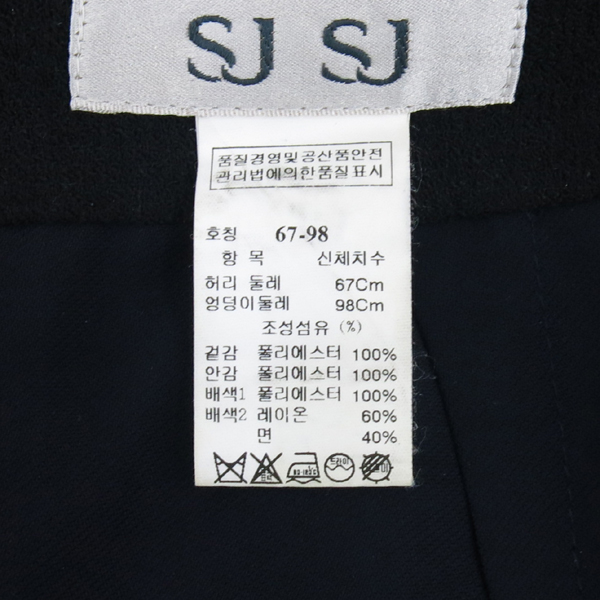 SJ SJ
품질경영및공산품안전
관리법에의한품질표시
호칭 67-98
항 목 신체치수
허리 둘레 67Cm
엉덩이둘레 98Cm
조성섬유 (%)
겉감 폴리에스터 100%
안감 폴리에스터 100%
배색1 폴리에스터 100%
배색2 레이온 60%
면 40%
드라이